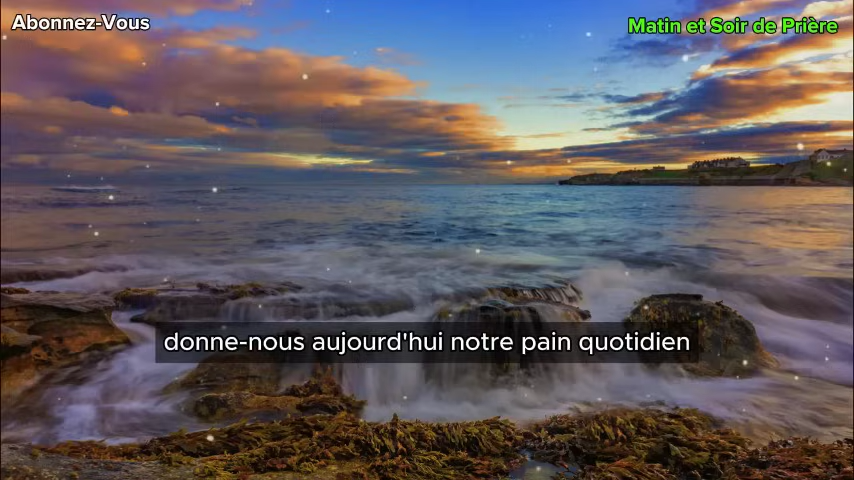 Abonnez-Vous
Matin et Soir de Prière
donne-nous aujourd'hui notre pain quotidien